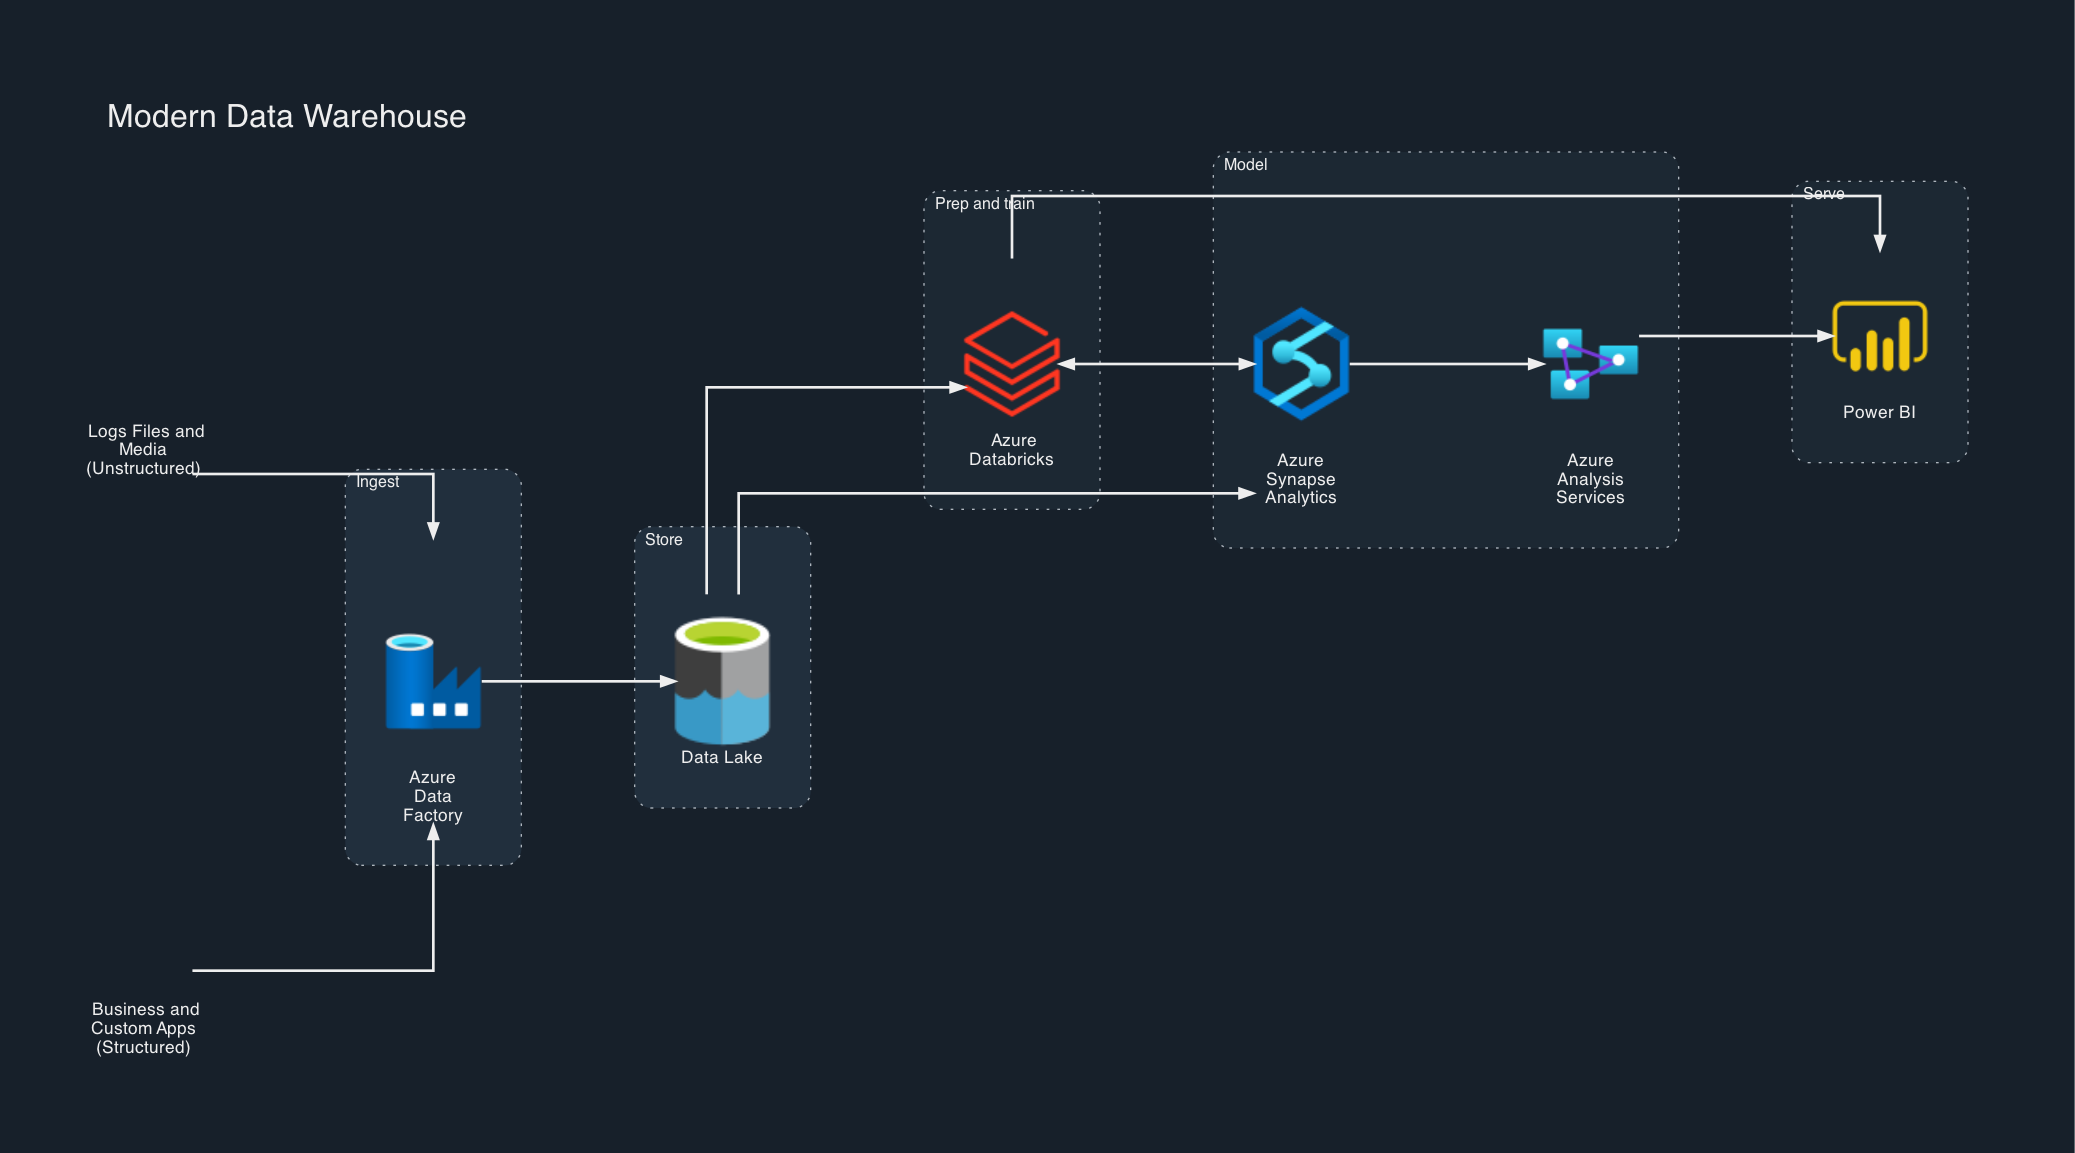 Modern Data Warehouse
Model
Serve
Prep and train
Power BI
Logs Files and
Media
(Unstructured)
Azure
Databricks
Azure
Synapse
Analytics
Azure
Analysis
Services
Ingest
Store
Data Lake
Azure
Data
Factory
Business and
Custom Apps
(Structured)